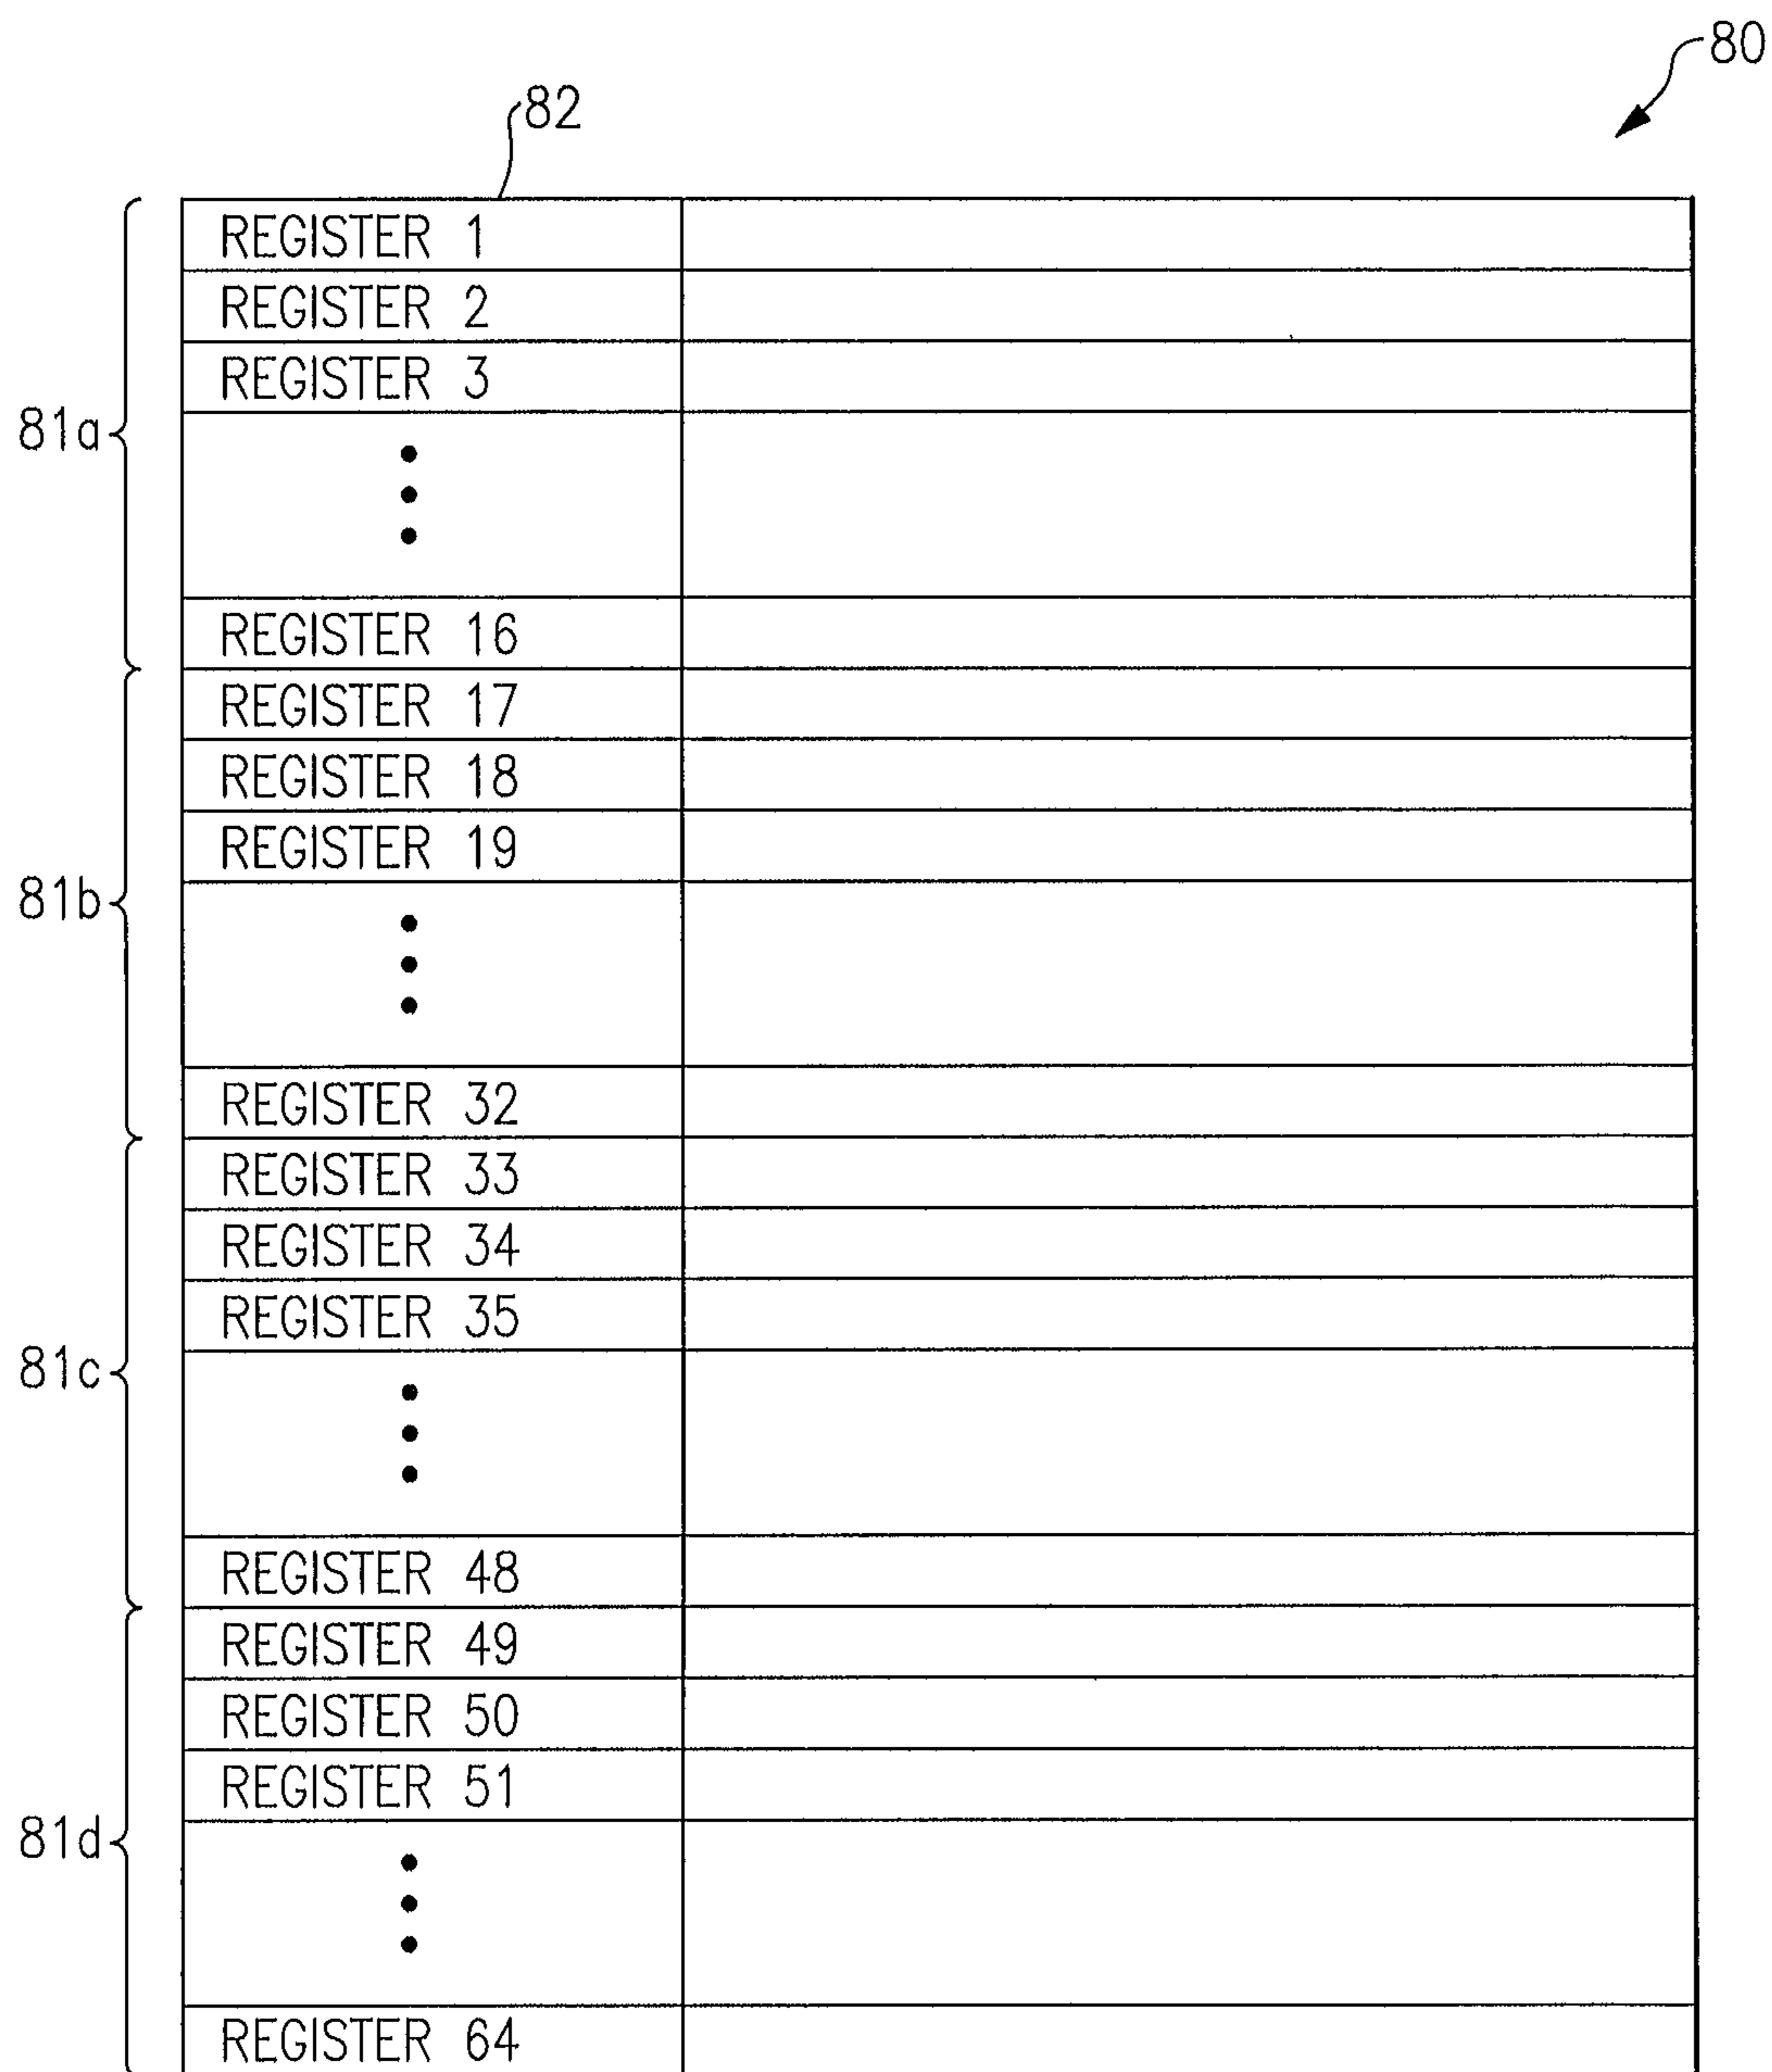 80
82
REGISTER 1
REGISTER 2
REGISTER 3
81a
REGISTER 16
REGISTER 17
REGISTER 18
REGISTER 19
81b
REGISTER 32
REGISTER 33
REGISTER 34
REGISTER 35
81c
REGISTER 48
REGISTER 49
REGISTER 50
REGISTER 51
81d
REGISTER 64